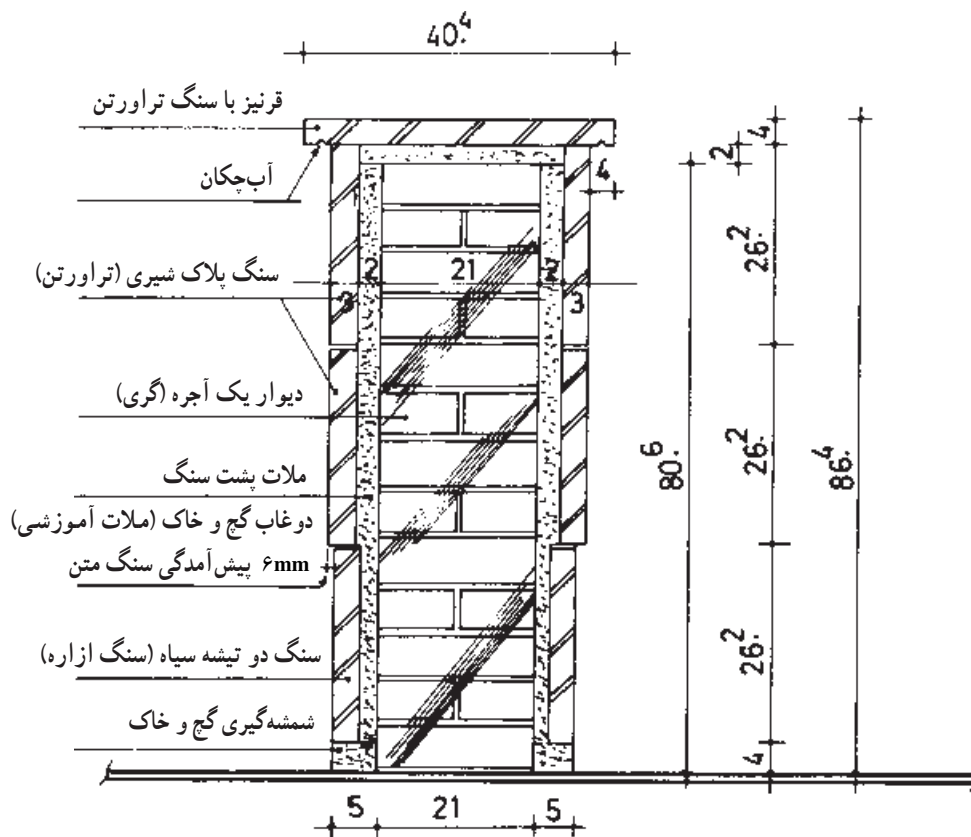 40.4
قرنیز با سنگ تراورتن
آب‌چکان
سنگ پلاک شیری (تراورتن)
دیوار یک آجره (گری)
ملات پشت سنگ
دوغاب گچ و خاک (ملات آموزشی)
۶mm پیش‌آمدگی سنگ متن
سنگ دو تیشه سیاه (سنگ ازاره)
شمشه‌گیری گچ و خاک
4
2 21 2
3 3
5 21 5
2
80.6
4
26.2
26.2
26.2
4
86.4